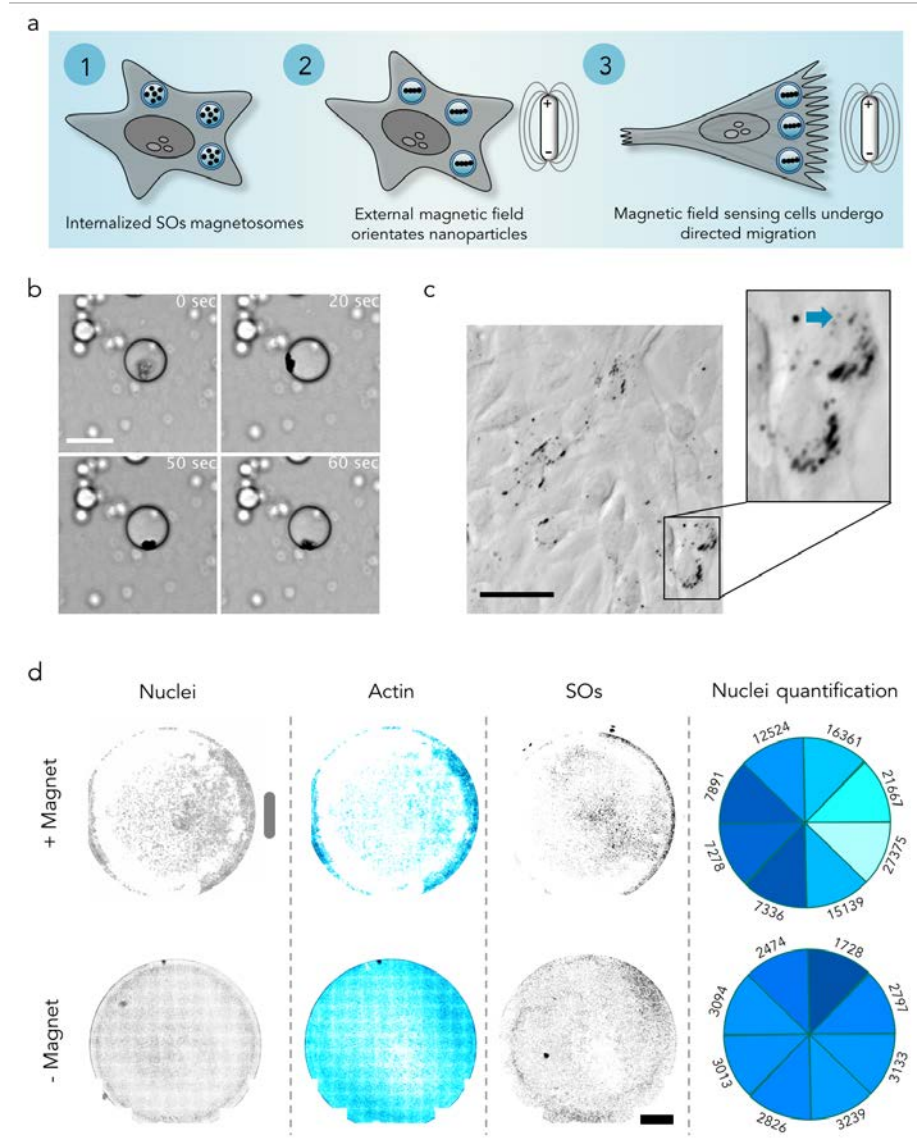 a
1
2
3
+
-
+
-
Internalized SOs magnetosomes
External magnetic field
orientates nanoparticles
Magnetic field sensing cells undergo
directed migration
b
0 sec
20 sec
50 sec
60 sec
c
d
Nuclei
Actin
SOs
Nuclei quantification
+ Magnet
12524
16361
21667
27375
15139
7336
7278
7891
- Magnet
2474
1728
2797
3133
3239
2826
3013
3094